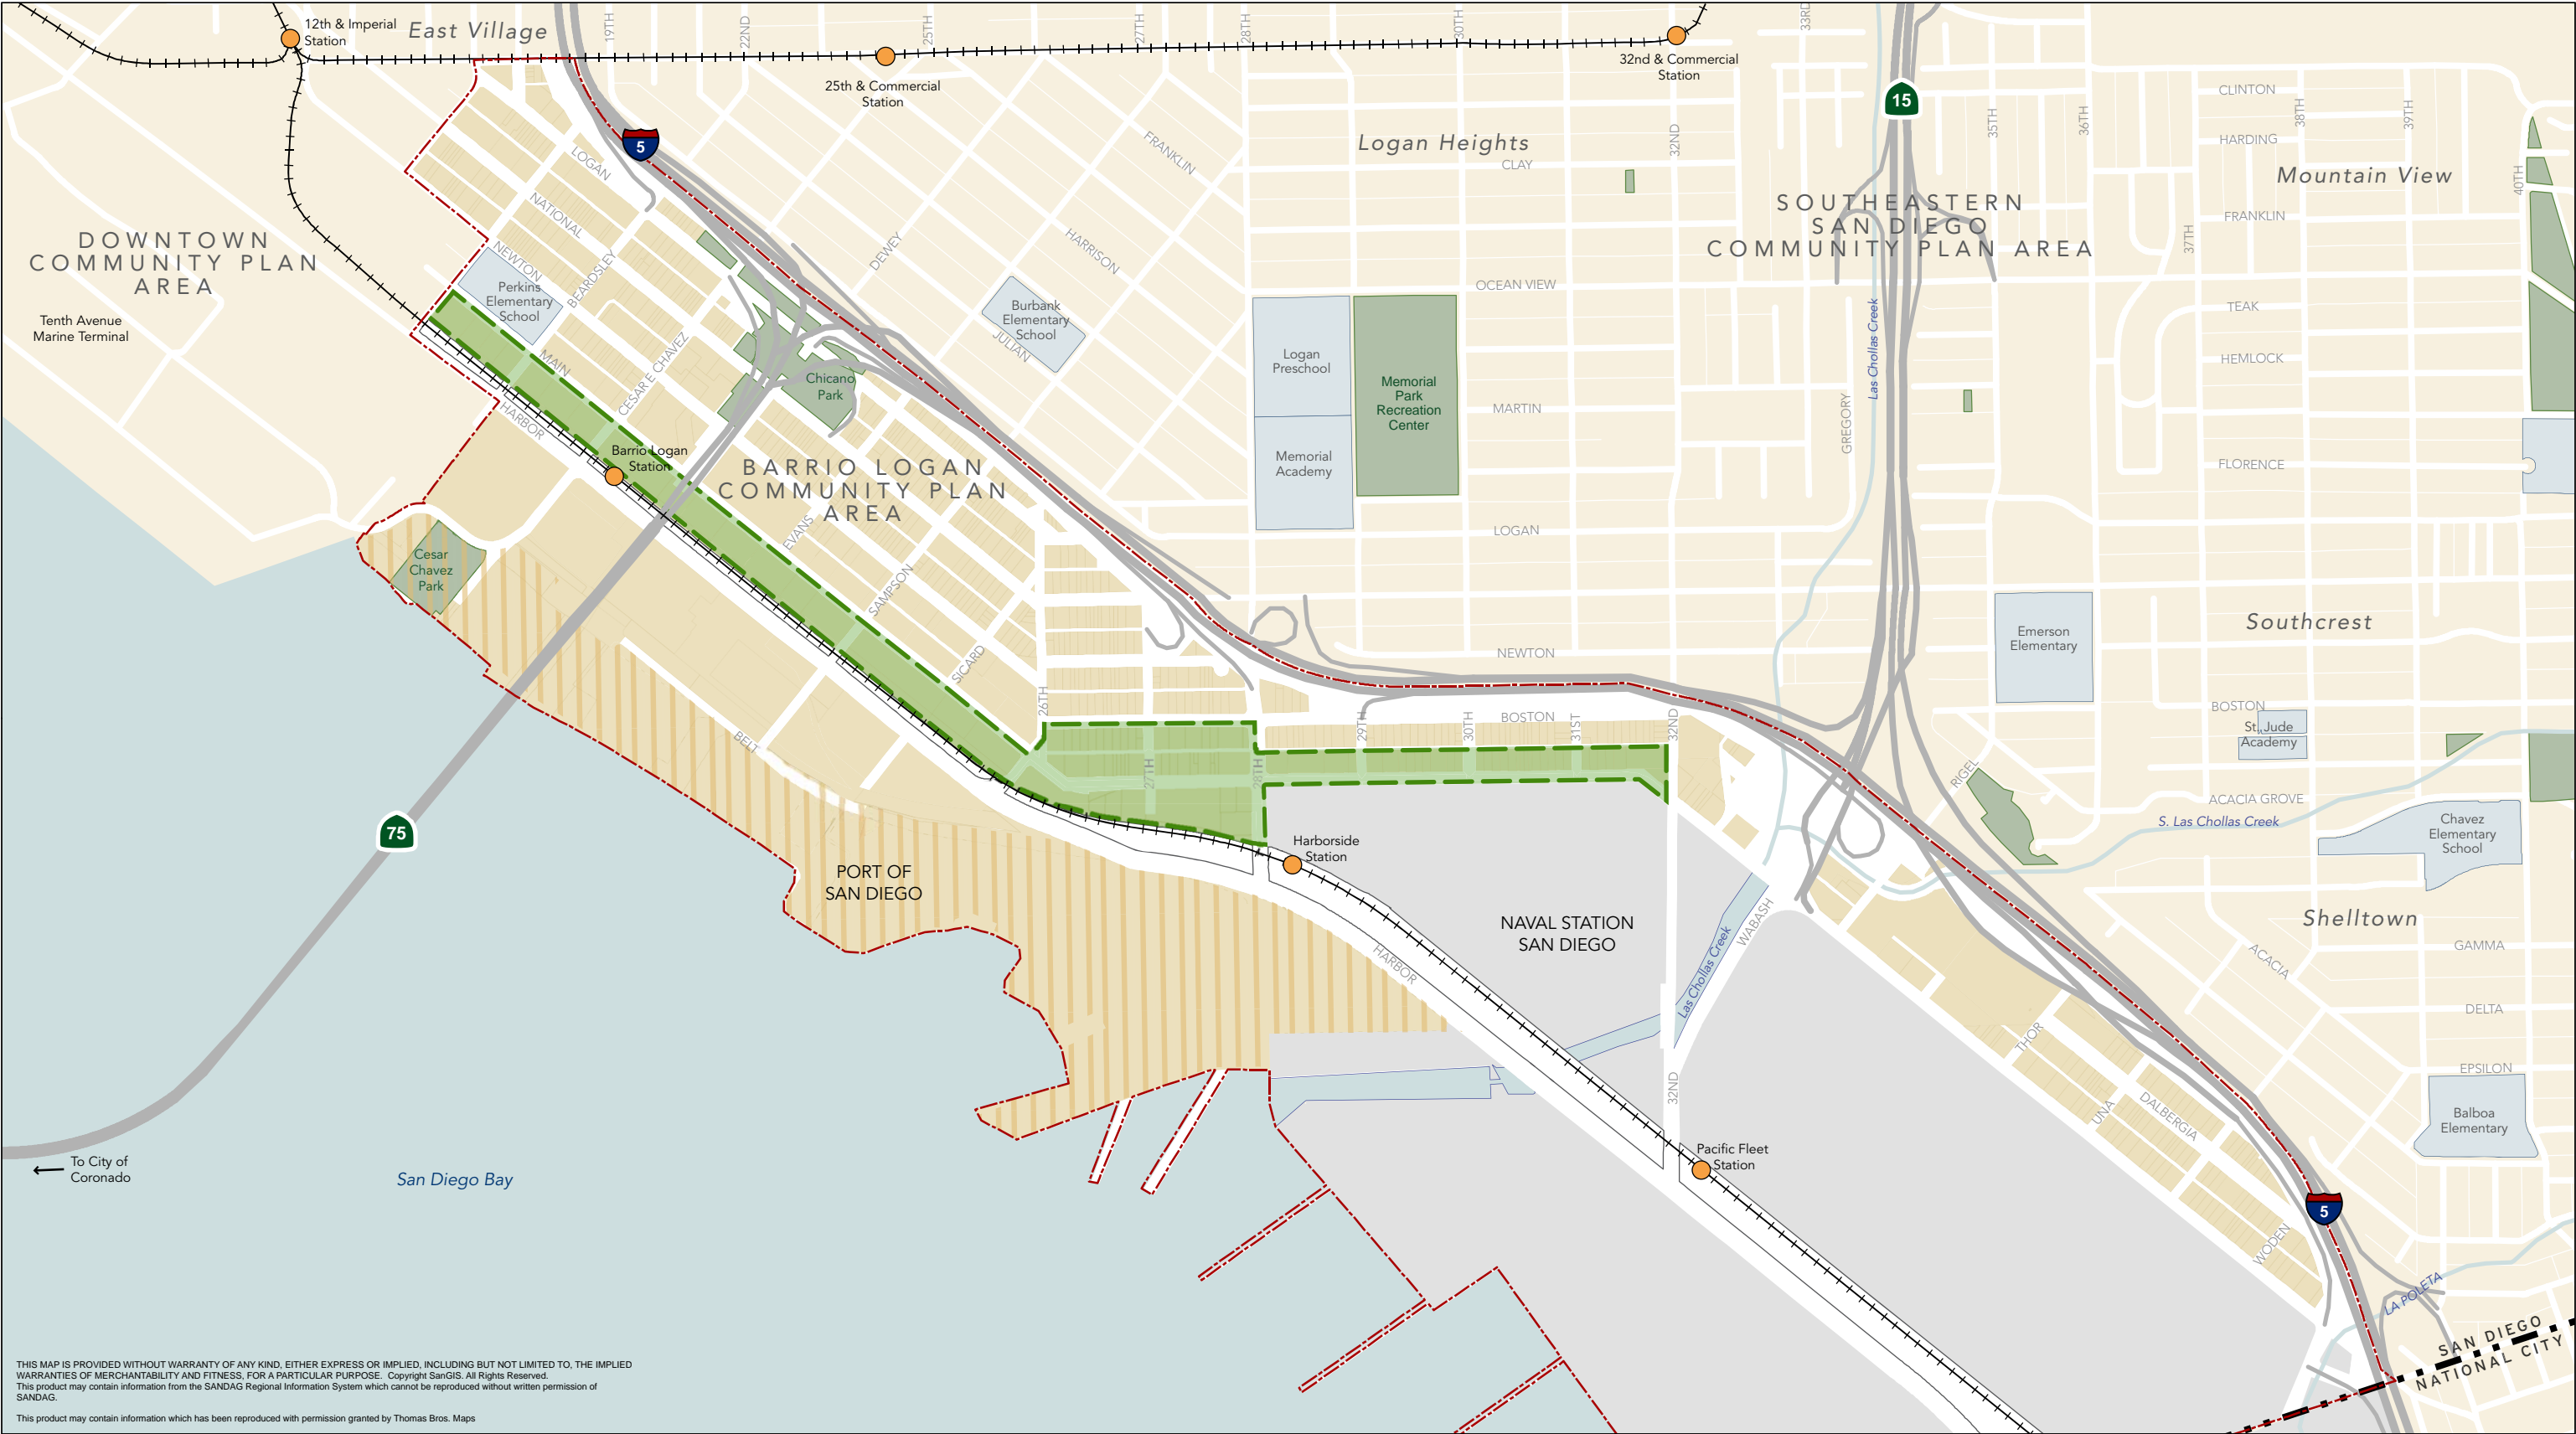 12th & Imperial
Station
East Village
19TH
22ND
25TH
27TH
28TH
30TH
33RD
25th & Commercial
Station
32nd & Commercial
Station
15
5
CLINTON
HARDING
35TH
36TH
38TH
39TH
40TH
37TH
32ND
Logan Heights
CLAY
FRANKLIN
LOGAN
NATIONAL
NEWTON
BEARDSLEY
DEWEY
HARRISON
Mountain View
FRANKLIN
SOUTHEASTERN
SAN DIEGO
COMMUNITY PLAN AREA
DOWNTOWN
COMMUNITY PLAN
AREA
Tenth Avenue
Marine Terminal
Perkins
Elementary
School
MAIN
CESAR E CHAVEZ
Burbank
Elementary
School
JULIAN
OCEAN VIEW
TEAK
HEMLOCK
Las Chollas Creek
Logan
Preschool
Memorial
Park
Recreation
Center
MARTIN
GREGORY
Chicano
Park
HARBOR
Barrio Logan
Station
BARRIO LOGAN
COMMUNITY PLAN
AREA
Memorial
Academy
FLORENCE
EVANS
LOGAN
Cesar
Chavez
Park
SAMPSON
SICARD
26TH
NEWTON
Emerson
Elementary
Southcrest
BELT
27TH
28TH
29TH
30TH
BOSTON
31ST
32ND
BOSTON
St. Jude
Academy
RIGEL
ACACIA GROVE
S. Las Chollas Creek
75
PORT OF
SAN DIEGO
Harborside
Station
Chavez
Elementary
School
NAVAL STATION
SAN DIEGO
WABASH
Las Chollas Creek
HARBOR
Shelltown
GAMMA
ACACIA
DELTA
THOR
EPSILON
32ND
UNA
DALBERGIA
Balboa
Elementary
Pacific Fleet
Station
To City of
Coronado
San Diego Bay
5
WODEN
LA POLETA
SAN DIEGO
NATIONAL CITY
THIS MAP IS PROVIDED WITHOUT WARRANTY OF ANY KIND, EITHER EXPRESS OR IMPLIED, INCLUDING BUT NOT LIMITED TO, THE IMPLIED
WARRANTIES OF MERCHANTABILITY AND FITNESS, FOR A PARTICULAR PURPOSE. Copyright SanGIS. All Rights Reserved.
This product may contain information from the SANDAG Regional Information System which cannot be reproduced without written permission of
SANDAG.
This product may contain information which has been reproduced with permission granted by Thomas Bros. Maps